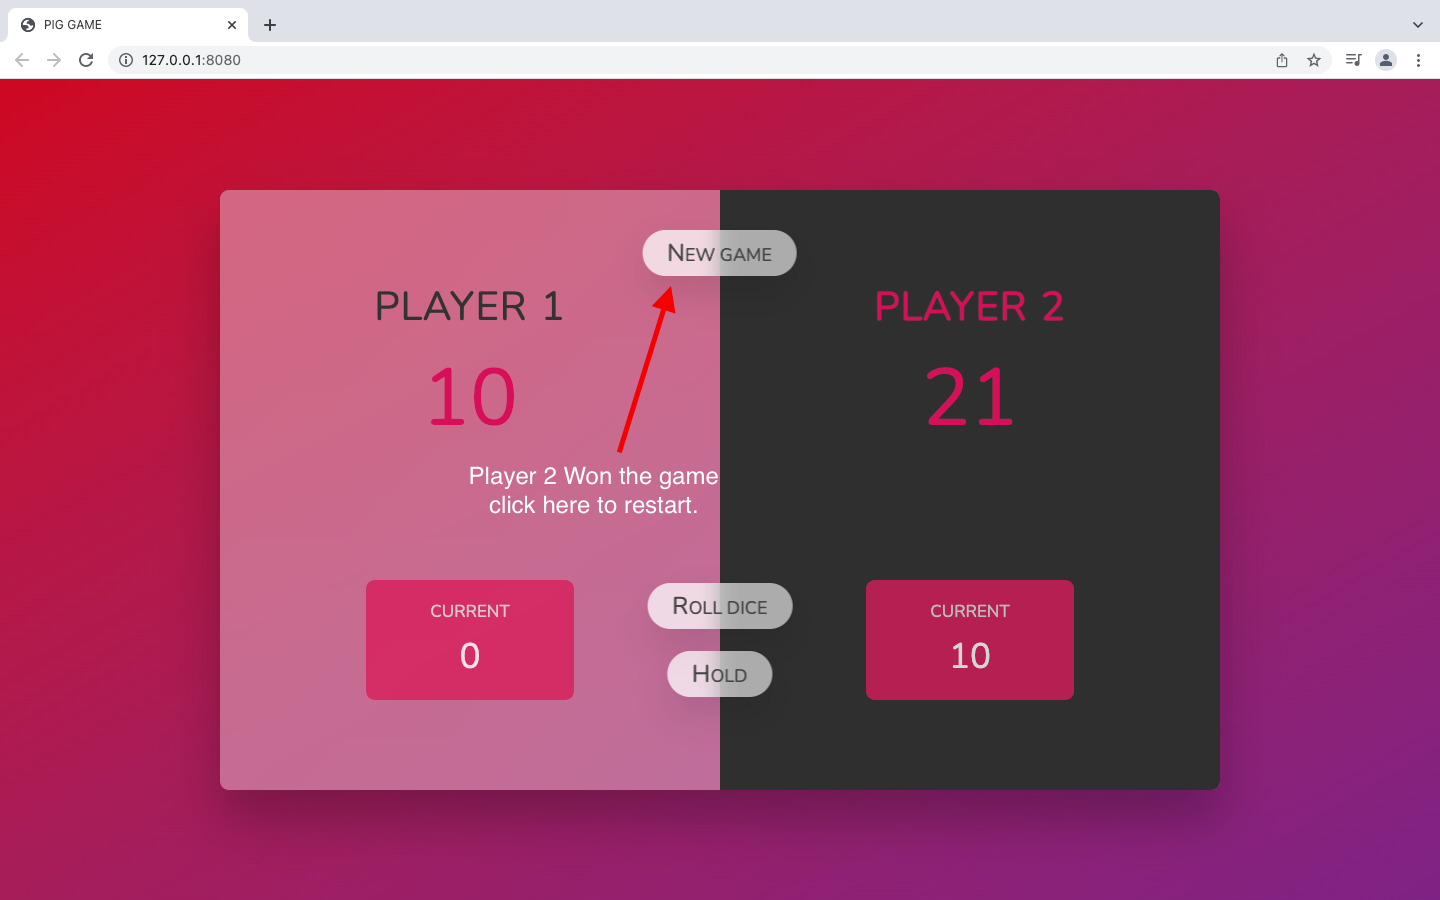 PIG GAME
127.0.0.1:8080
NEW GAME
PLAYER 1
PLAYER 2
10
21
Player 2 Won the game
click here to restart.
CURRENT
0
ROLL DICE
HOLD
CURRENT
10